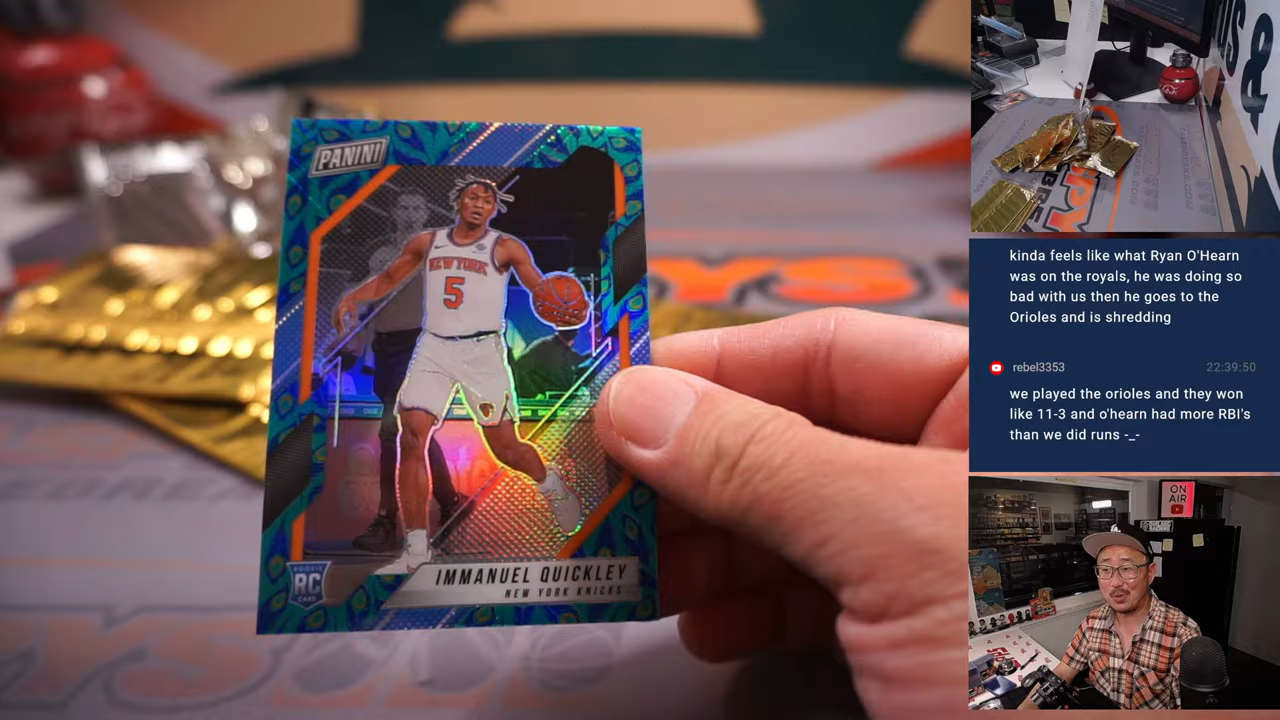 PANINI
NEW YORK
5
ROOKIE
RC
CARD
IMMANUEL QUICKLEY
NEW YORK KNICKS
kinda feels like what Ryan O'Hearn
was on the royals, he was doing so
bad with us then he goes to the
Orioles and is shredding
rebel3353
22:39:50
we played the orioles and they won
like 11-3 and o'hearn had more RBI's
than we did runs -_-
ON
AIR